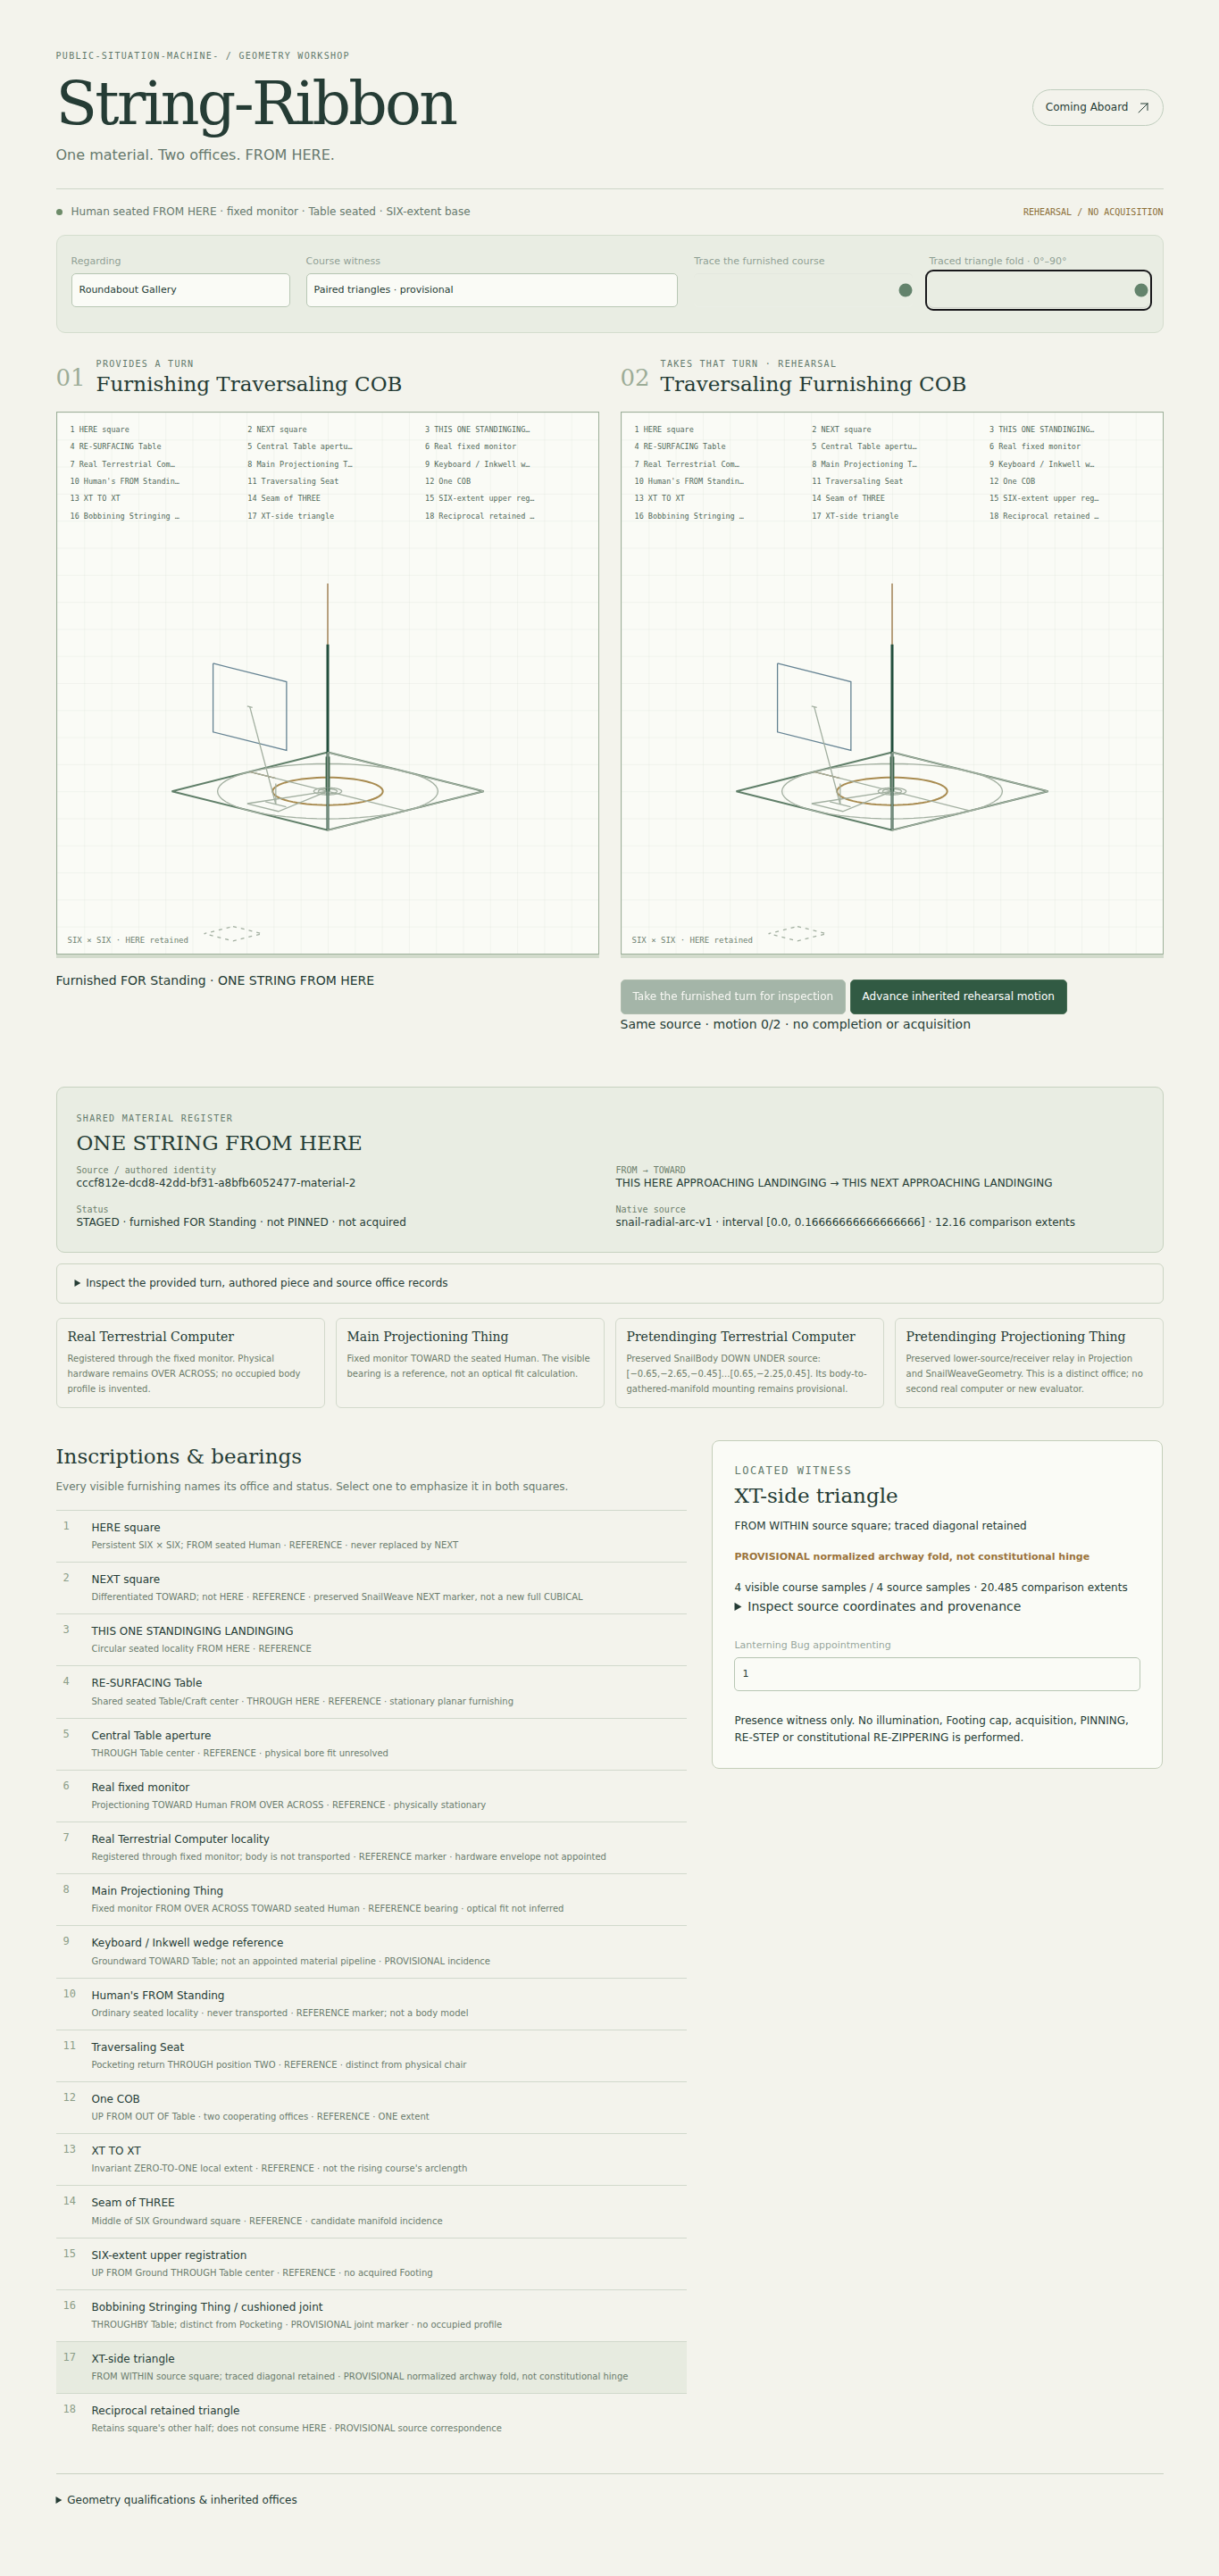 PUBLIC-SITUATION-MACHINE- / GEOMETRY WORKSHOP
String-Ribbon
Coming Aboard
One material. Two offices. FROM HERE.
Human seated FROM HERE · fixed monitor · Table seated · SIX-extent base
REHEARSAL / NO ACQUISITION
Regarding
Course witness
Trace the furnished course
Traced triangle fold · 0°–90°
Roundabout Gallery
Paired triangles · provisional
01
PROVIDES A TURN
Furnishing Traversaling COB
02
TAKES THAT TURN · REHEARSAL
Traversaling Furnishing COB
1 HERE square
2 NEXT square
3 THIS ONE STANDINGING…
4 RE-SURFACING Table
5 Central Table apertu…
6 Real fixed monitor
7 Real Terrestrial Com…
8 Main Projectioning T…
9 Keyboard / Inkwell w…
10 Human's FROM Standin…
11 Traversaling Seat
12 One COB
13 XT TO XT
14 Seam of THREE
15 SIX-extent upper reg…
16 Bobbining Stringing …
17 XT-side triangle
18 Reciprocal retained …
SIX × SIX · HERE retained
1 HERE square
2 NEXT square
3 THIS ONE STANDINGING…
4 RE-SURFACING Table
5 Central Table apertu…
6 Real fixed monitor
7 Real Terrestrial Com…
8 Main Projectioning T…
9 Keyboard / Inkwell w…
10 Human's FROM Standin…
11 Traversaling Seat
12 One COB
13 XT TO XT
14 Seam of THREE
15 SIX-extent upper reg…
16 Bobbining Stringing …
17 XT-side triangle
18 Reciprocal retained …
SIX × SIX · HERE retained
Furnished FOR Standing · ONE STRING FROM HERE
Take the furnished turn for inspection
Advance inherited rehearsal motion
Same source · motion 0/2 · no completion or acquisition
SHARED MATERIAL REGISTER
ONE STRING FROM HERE
Source / authored identity
cccf812e-dcd8-42dd-bf31-a8bfb6052477-material-2
FROM → TOWARD
THIS HERE APPROACHING LANDINGING → THIS NEXT APPROACHING LANDINGING
Status
STAGED · furnished FOR Standing · not PINNED · not acquired
Native source
snail-radial-arc-v1 · interval [0.0, 0.16666666666666666] · 12.16 comparison extents
Inspect the provided turn, authored piece and source office records
Real Terrestrial Computer
Registered through the fixed monitor. Physical
hardware remains OVER ACROSS; no occupied body
profile is invented.
Main Projectioning Thing
Fixed monitor TOWARD the seated Human. The visible
bearing is a reference, not an optical fit calculation.
Pretendinging Terrestrial Computer
Preserved SnailBody DOWN UNDER source:
[−0.65,−2.65,−0.45]…[0.65,−2.25,0.45]. Its body-to-
gathered-manifold mounting remains provisional.
Pretendinging Projectioning Thing
Preserved lower-source/receiver relay in Projection
and SnailWeaveGeometry. This is a distinct office; no
second real computer or new evaluator.
Inscriptions & bearings
Every visible furnishing names its office and status. Select one to emphasize it in both squares.
1
HERE square
Persistent SIX × SIX; FROM seated Human · REFERENCE · never replaced by NEXT
2
NEXT square
Differentiated TOWARD; not HERE · REFERENCE · preserved SnailWeave NEXT marker, not a new full CUBICAL
3
THIS ONE STANDINGING LANDINGING
Circular seated locality FROM HERE · REFERENCE
4
RE-SURFACING Table
Shared seated Table/Craft center · THROUGH HERE · REFERENCE · stationary planar furnishing
5
Central Table aperture
THROUGH Table center · REFERENCE · physical bore fit unresolved
6
Real fixed monitor
Projectioning TOWARD Human FROM OVER ACROSS · REFERENCE · physically stationary
7
Real Terrestrial Computer locality
Registered through fixed monitor; body is not transported · REFERENCE marker · hardware envelope not appointed
8
Main Projectioning Thing
Fixed monitor FROM OVER ACROSS TOWARD seated Human · REFERENCE bearing · optical fit not inferred
9
Keyboard / Inkwell wedge reference
Groundward TOWARD Table; not an appointed material pipeline · PROVISIONAL incidence
10
Human's FROM Standing
Ordinary seated locality · never transported · REFERENCE marker; not a body model
11
Traversaling Seat
Pocketing return THROUGH position TWO · REFERENCE · distinct from physical chair
12
One COB
UP FROM OUT OF Table · two cooperating offices · REFERENCE · ONE extent
13
XT TO XT
Invariant ZERO-TO-ONE local extent · REFERENCE · not the rising course's arclength
14
Seam of THREE
Middle of SIX Groundward square · REFERENCE · candidate manifold incidence
15
SIX-extent upper registration
UP FROM Ground THROUGH Table center · REFERENCE · no acquired Footing
16
Bobbining Stringing Thing / cushioned joint
THROUGHBY Table; distinct from Pocketing · PROVISIONAL joint marker · no occupied profile
17
XT-side triangle
FROM WITHIN source square; traced diagonal retained · PROVISIONAL normalized archway fold, not constitutional hinge
18
Reciprocal retained triangle
Retains square's other half; does not consume HERE · PROVISIONAL source correspondence
LOCATED WITNESS
XT-side triangle
FROM WITHIN source square; traced diagonal retained
PROVISIONAL normalized archway fold, not constitutional hinge
4 visible course samples / 4 source samples · 20.485 comparison extents
Inspect source coordinates and provenance
Lanterning Bug appointmenting
1
Presence witness only. No illumination, Footing cap, acquisition, PINNING,
RE-STEP or constitutional RE-ZIPPERING is performed.
Geometry qualifications & inherited offices